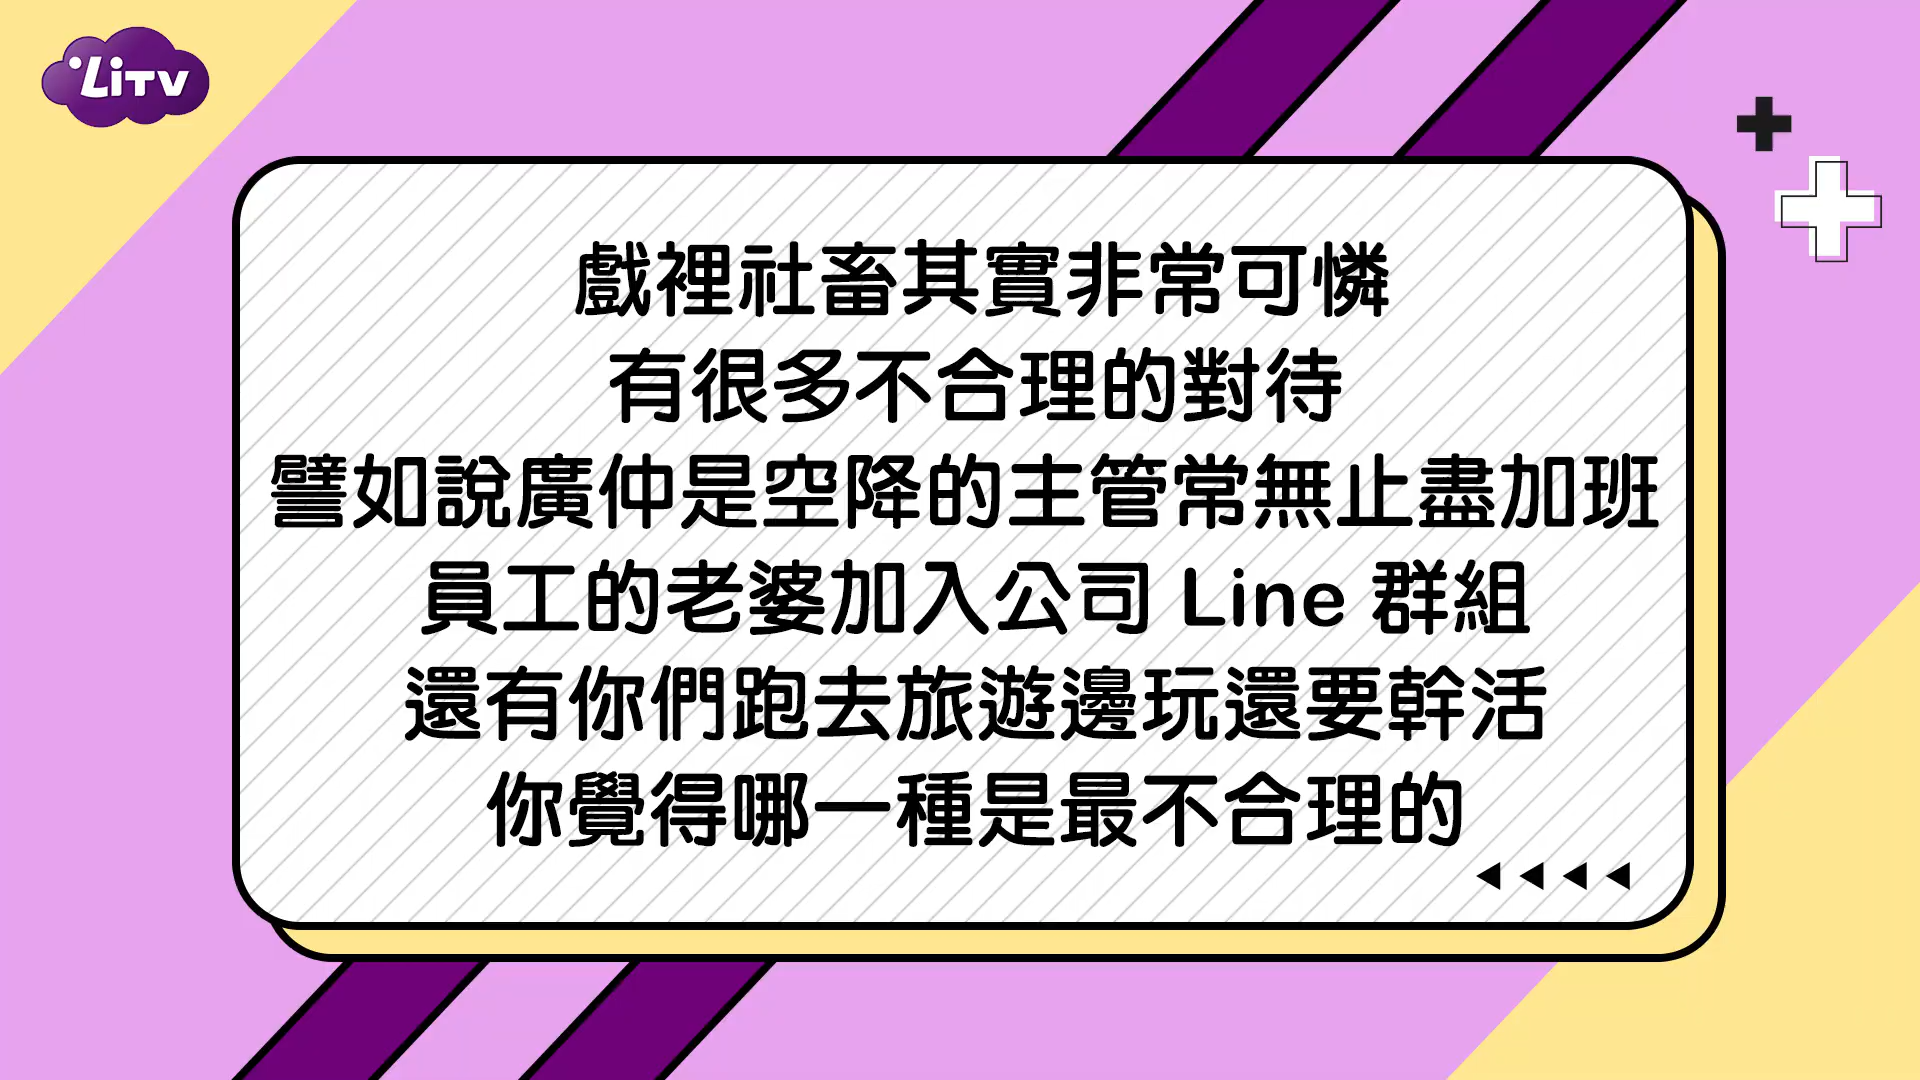 LiTV
戲裡社畜其實非常可憐
有很多不合理的對待
譬如說廣仲是空降的主管常無止盡加班
員工的老婆加入公司 Line 群組
還有你們跑去旅遊邊玩還要幹活
你覺得哪一種是最不合理的